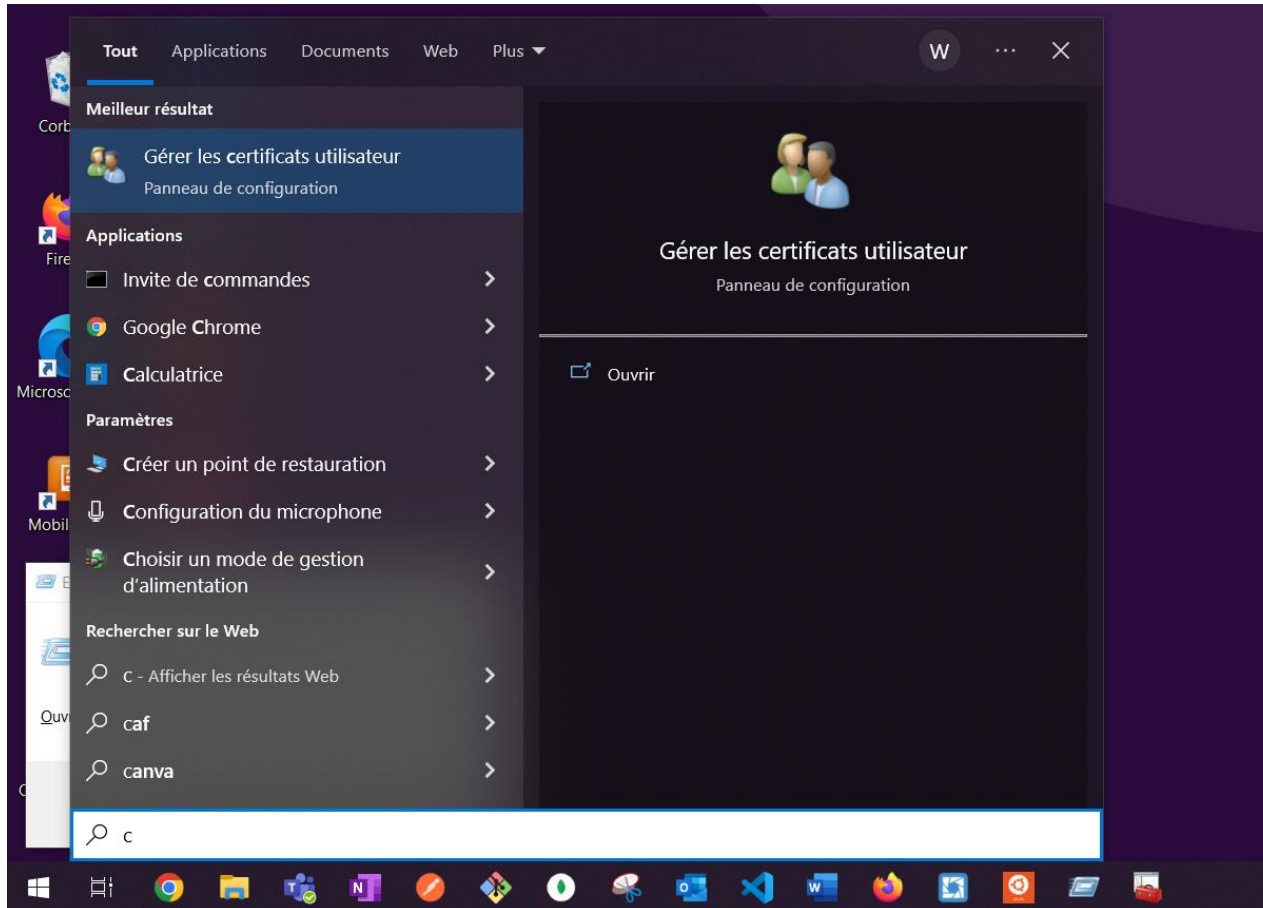 Tout Applications Documents Web Plus W
Meilleur résultat
Gérer les certificats utilisateur
Panneau de configuration
Applications
Invite de commandes
Google Chrome
Calculatrice
Paramètres
Créer un point de restauration
Configuration du microphone
Choisir un mode de gestion
d'alimentation
Rechercher sur le Web
c - Afficher les résultats Web
caf
canva
c
Gérer les certificats utilisateur
Panneau de configuration
Ouvrir
Corb
Fire
Microsc
Mobil
E
Ouvi